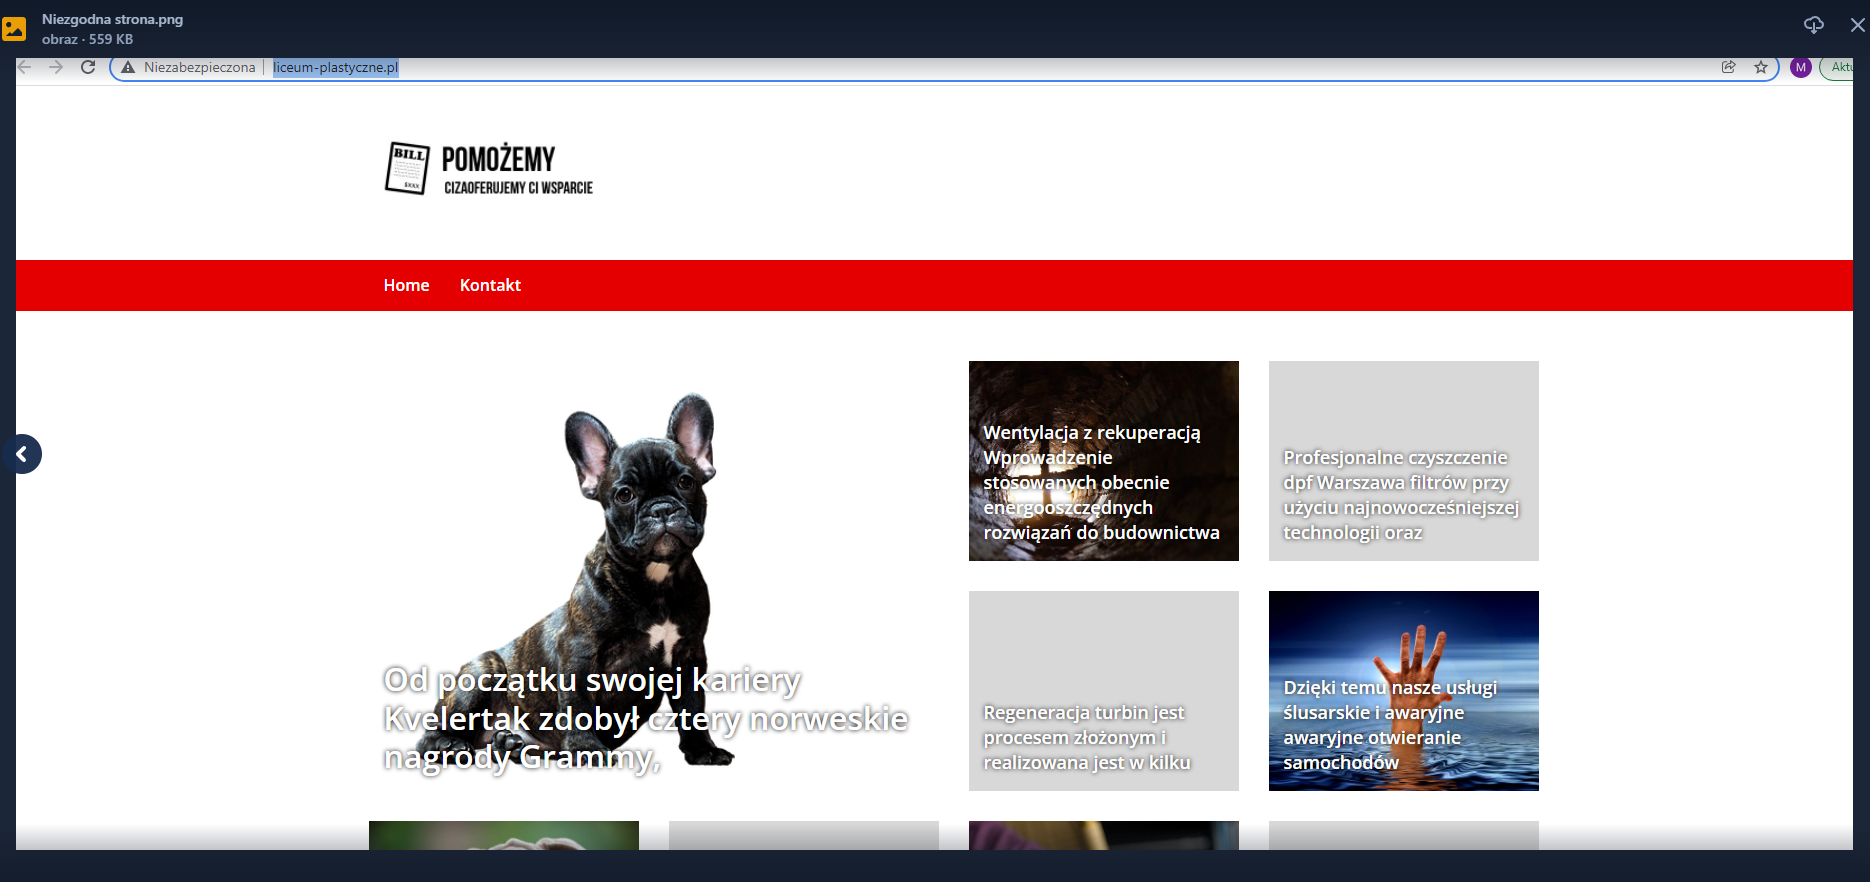 Niezgodna strona.png
obraz · 559 KB
Niezabezpieczona
liceum-plastyczne.pl
M
Aktu
BILL
$XXX
POMOŻEMY
CIZAOFERUJEMY CI WSPARCIE
Home
Kontakt
Od początku swojej kariery
Kvelertak zdobył cztery norweskie
nagrody Grammy,
Wentylacja z rekuperacją
Wprowadzenie
stosowanych obecnie
energooszczędnych
rozwiązań do budownictwa
Profesjonalne czyszczenie
dpf Warszawa filtrów przy
użyciu najnowocześniejszej
technologii oraz
Regeneracja turbin jest
procesem złożonym i
realizowana jest w kilku
Dzięki temu nasze usługi
ślusarskie i awaryjne
awaryjne otwieranie
samochodów